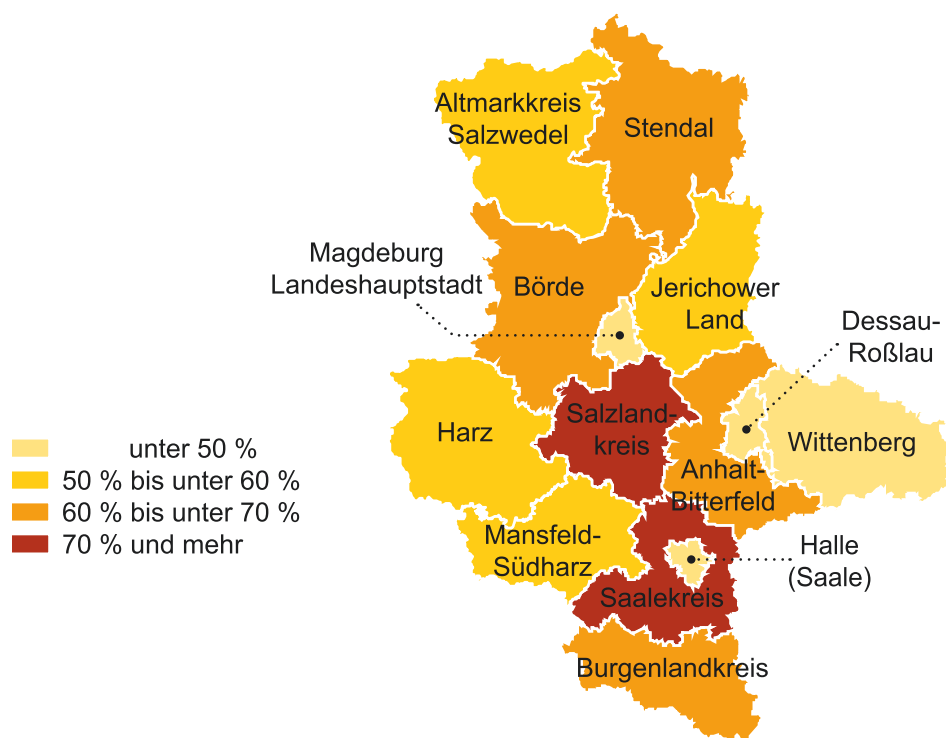 Altmarkkreis
Salzwedel
Stendal
Magdeburg
Landeshauptstadt
Börde
Jerichower
Land
Dessau-
Roßlau
Harz
Salzland-
kreis
Wittenberg
Anhalt-
Bitterfeld
unter 50 %
50 % bis unter 60 %
60 % bis unter 70 %
70 % und mehr
Mansfeld-
Südharz
Halle
(Saale)
Saalekreis
Burgenlandkreis